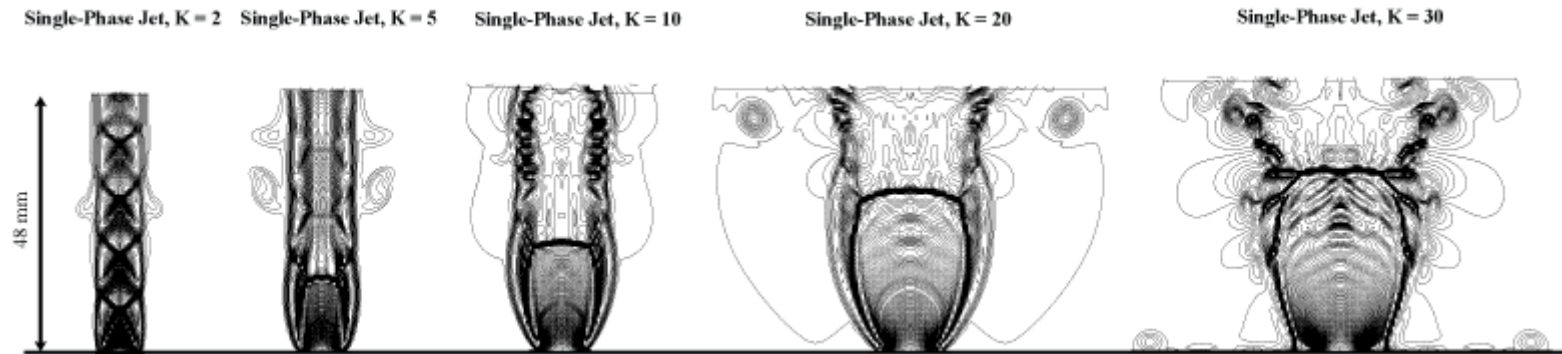 Single-Phase Jet, K = 2
Single-Phase Jet, K = 5
Single-Phase Jet, K = 10
Single-Phase Jet, K = 20
Single-Phase Jet, K = 30
48 mm